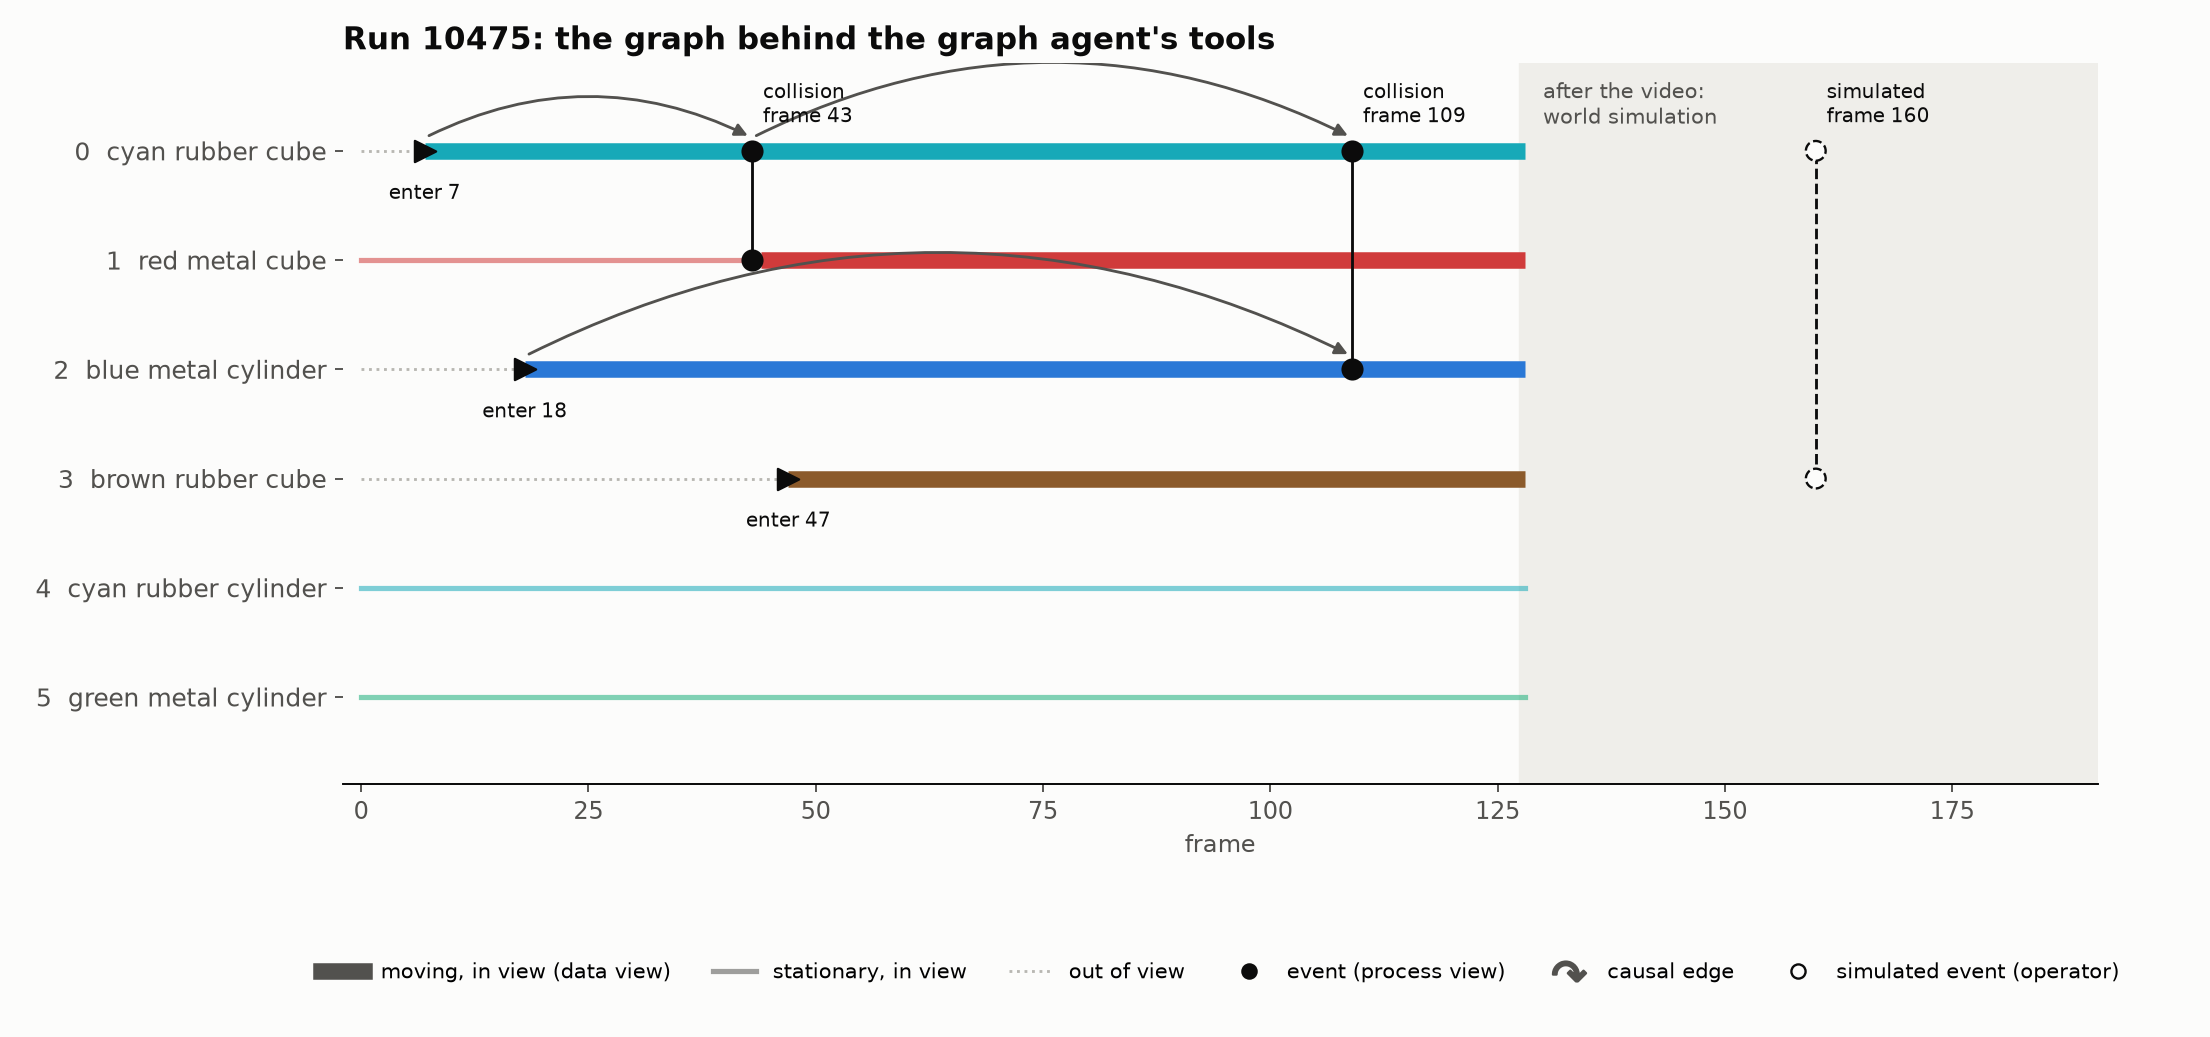 Run 10475: the graph behind the graph agent's tools
collision
frame 43
collision
frame 109
after the video:
world simulation
simulated
frame 160
0 cyan rubber cube
enter 7
1 red metal cube
2 blue metal cylinder
enter 18
3 brown rubber cube
enter 47
4 cyan rubber cylinder
5 green metal cylinder
0 25 50 75 100 125 150 175
frame
moving, in view (data view) stationary, in view out of view event (process view) causal edge simulated event (operator)